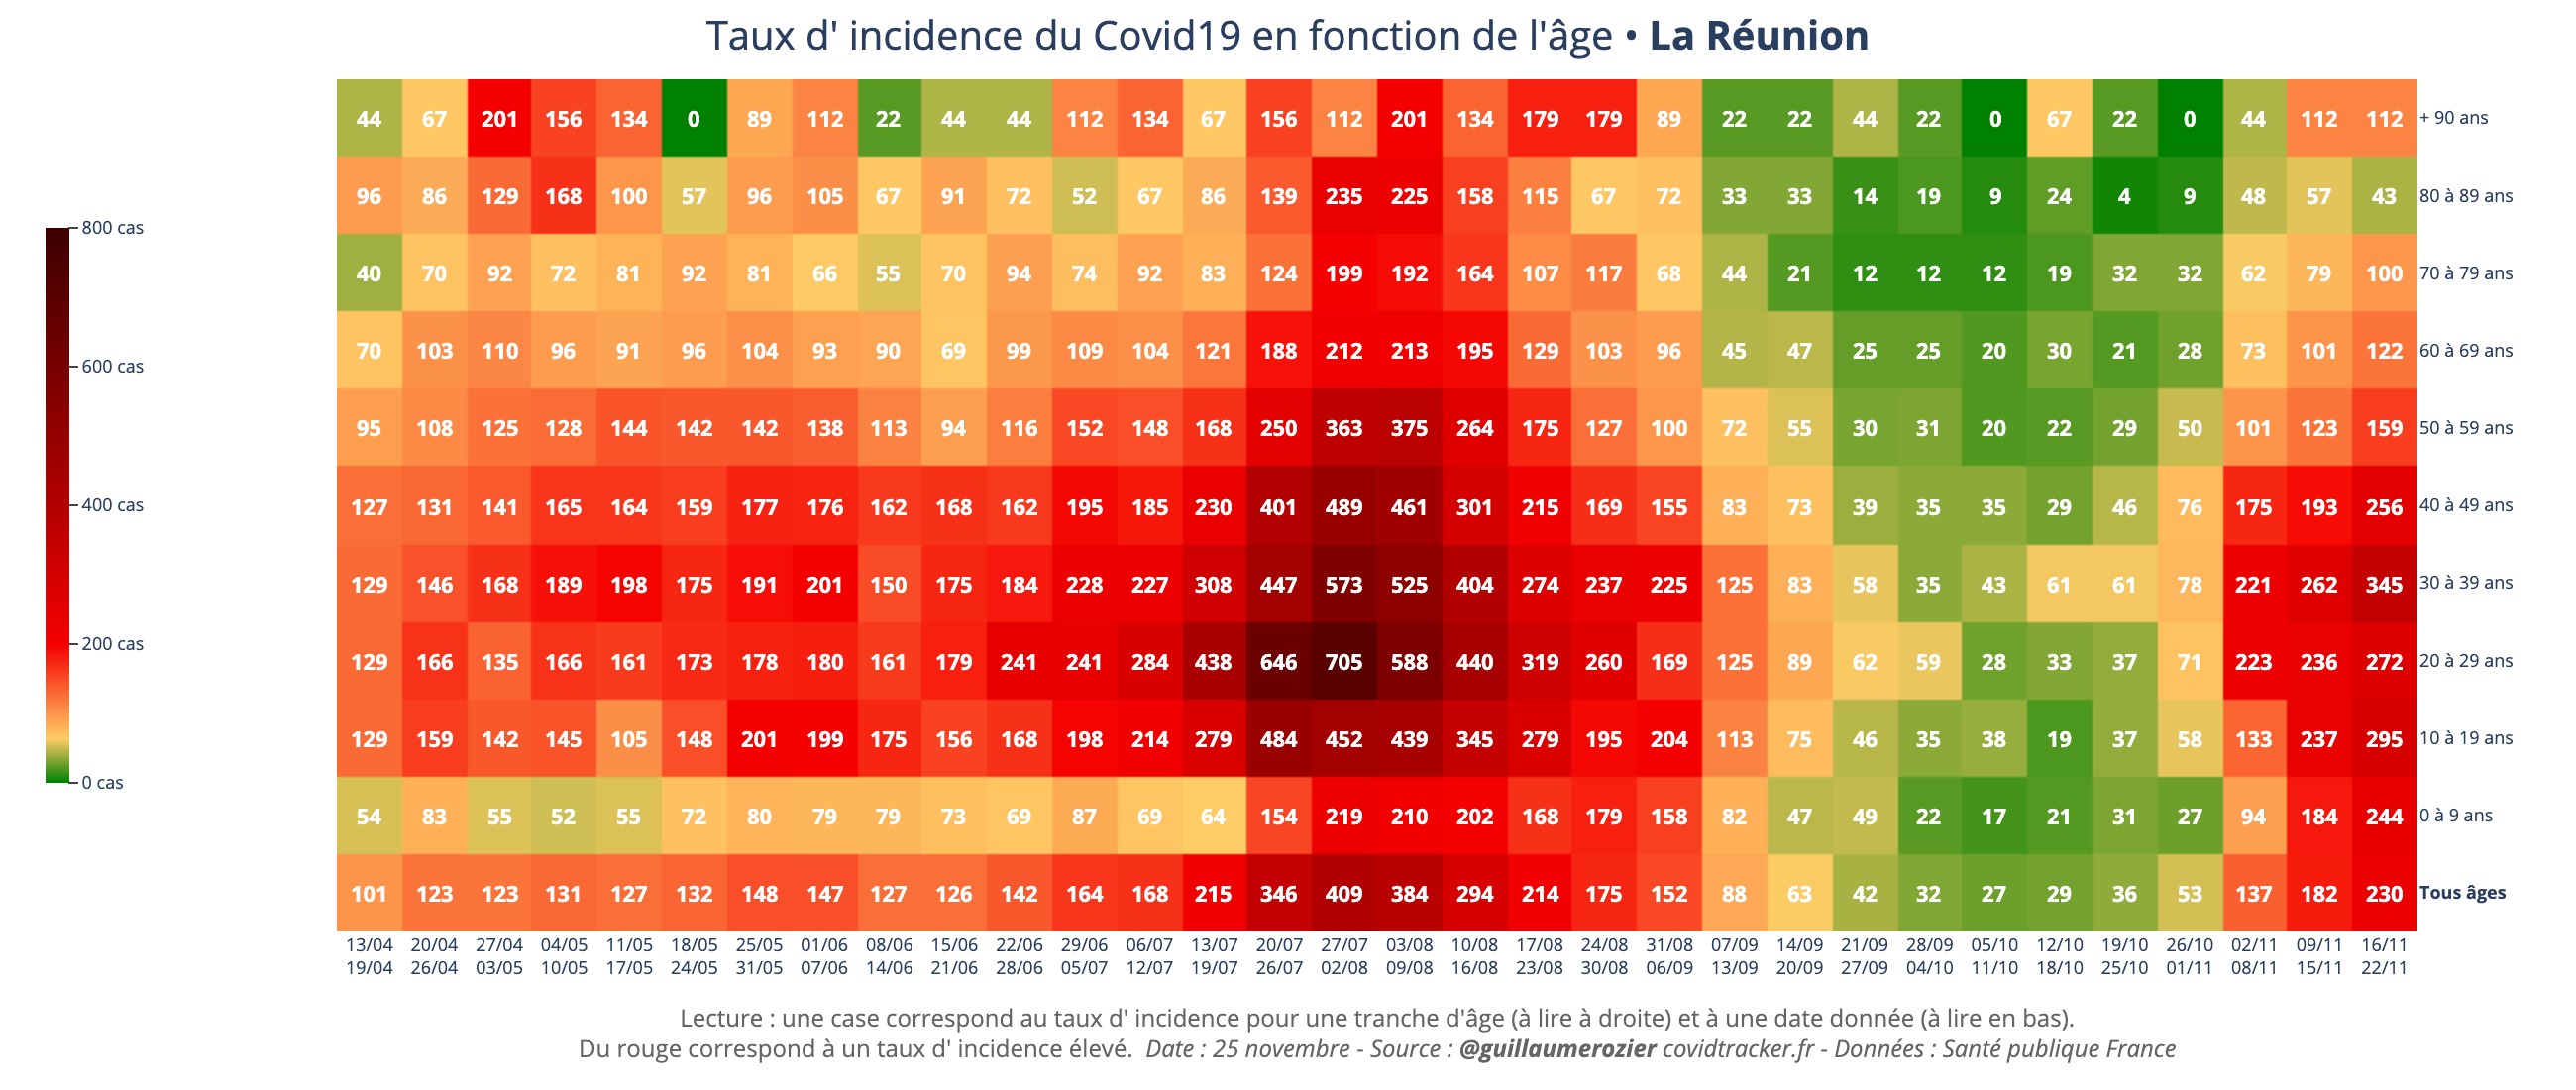 Taux d' incidence du Covid19 en fonction de l'âge • La Réunion
44 67 201 156 134 0 89 112 22 44 44 112 134 67 156 112 201 134 179 179 89 22 22 44 22 0 67 22 0 44 112 112 + 90 ans
96 86 129 168 100 57 96 105 67 91 72 52 67 86 139 235 225 158 115 67 72 33 33 14 19 9 24 4 9 48 57 43 80 à 89 ans
800 cas
40 70 92 72 81 92 81 66 55 70 94 74 92 83 124 199 192 164 107 117 68 44 21 12 12 12 19 32 32 62 79 100 70 à 79 ans
70 103 110 96 91 96 104 93 90 69 99 109 104 121 188 212 213 195 129 103 96 45 47 25 25 20 30 21 28 73 101 122 60 à 69 ans
600 cas
95 108 125 128 144 142 142 138 113 94 116 152 148 168 250 363 375 264 175 127 100 72 55 30 31 20 22 29 50 101 123 159 50 à 59 ans
400 cas
127 131 141 165 164 159 177 176 162 168 162 195 185 230 401 489 461 301 215 169 155 83 73 39 35 35 29 46 76 175 193 256 40 à 49 ans
129 146 168 189 198 175 191 201 150 175 184 228 227 308 447 573 525 404 274 237 225 125 83 58 35 43 61 61 78 221 262 345 30 à 39 ans
200 cas
129 166 135 166 161 173 178 180 161 179 241 241 284 438 646 705 588 440 319 260 169 125 89 62 59 28 33 37 71 223 236 272 20 à 29 ans
129 159 142 145 105 148 201 199 175 156 168 198 214 279 484 452 439 345 279 195 204 113 75 46 35 38 19 37 58 133 237 295 10 à 19 ans
0 cas
54 83 55 52 55 72 80 79 79 73 69 87 69 64 154 219 210 202 168 179 158 82 47 49 22 17 21 31 27 94 184 244 0 à 9 ans
101 123 123 131 127 132 148 147 127 126 142 164 168 215 346 409 384 294 214 175 152 88 63 42 32 27 29 36 53 137 182 230 Tous âges
13/04 20/04 27/04 04/05 11/05 18/05 25/05 01/06 08/06 15/06 22/06 29/06 06/07 13/07 20/07 27/07 03/08 10/08 17/08 24/08 31/08 07/09 14/09 21/09 28/09 05/10 12/10 19/10 26/10 02/11 09/11 16/11
19/04 26/04 03/05 10/05 17/05 24/05 31/05 07/06 14/06 21/06 28/06 05/07 12/07 19/07 26/07 02/08 09/08 16/08 23/08 30/08 06/09 13/09 20/09 27/09 04/10 11/10 18/10 25/10 01/11 08/11 15/11 22/11
Lecture : une case correspond au taux d' incidence pour une tranche d'âge (à lire à droite) et à une date donnée (à lire en bas).
Du rouge correspond à un taux d' incidence élevé. Date : 25 novembre - Source : @guillaumerozier covidtracker.fr - Données : Santé publique France